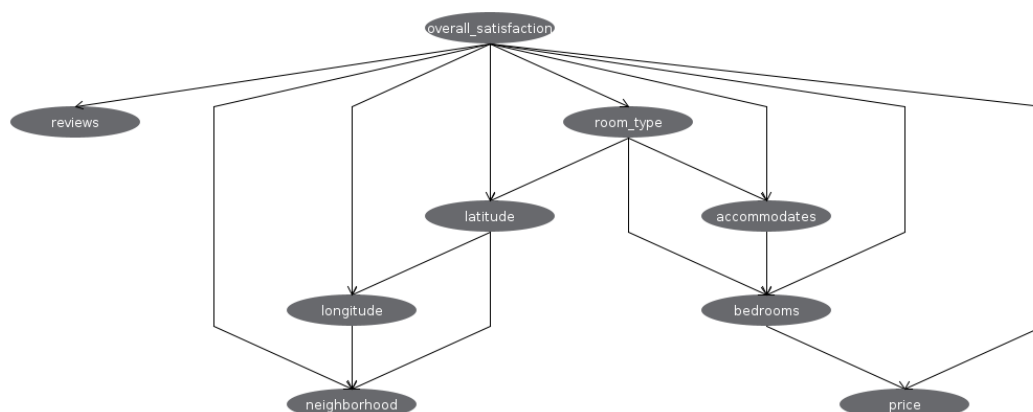 overall_satisfaction
reviews
room_type
latitude
accommodates
longitude
bedrooms
neighborhood
price